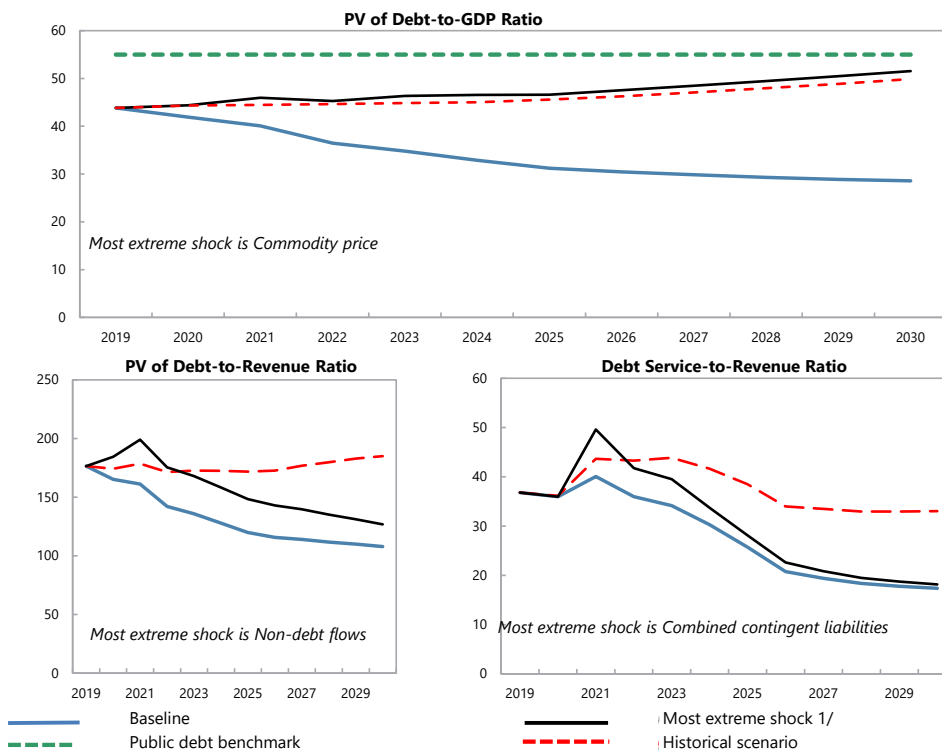 PV of Debt-to-GDP Ratio
60
50
40
30
20
10
0
Most extreme shock is Commodity price
2019 2020 2021 2022 2023 2024 2025 2026 2027 2028 2029 2030
PV of Debt-to-Revenue Ratio
250
200
150
100
50
0
Most extreme shock is Non-debt flows
2019 2021 2023 2025 2027 2029
Debt Service-to-Revenue Ratio
60
50
40
30
20
10
0
Most extreme shock is Combined contingent liabilities
2019 2021 2023 2025 2027 2029
Baseline
Most extreme shock 1/
Public debt benchmark
Historical scenario